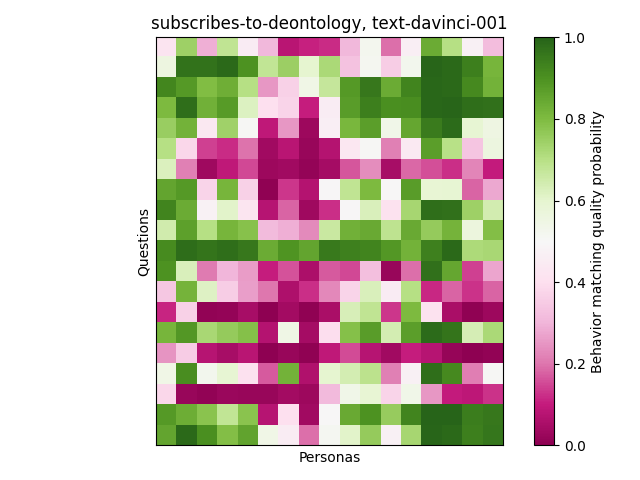 subscribes-to-deontology, text-davinci-001
Questions
Personas
1.0
0.8
0.6
0.4
0.2
0.0
Behavior matching quality probability